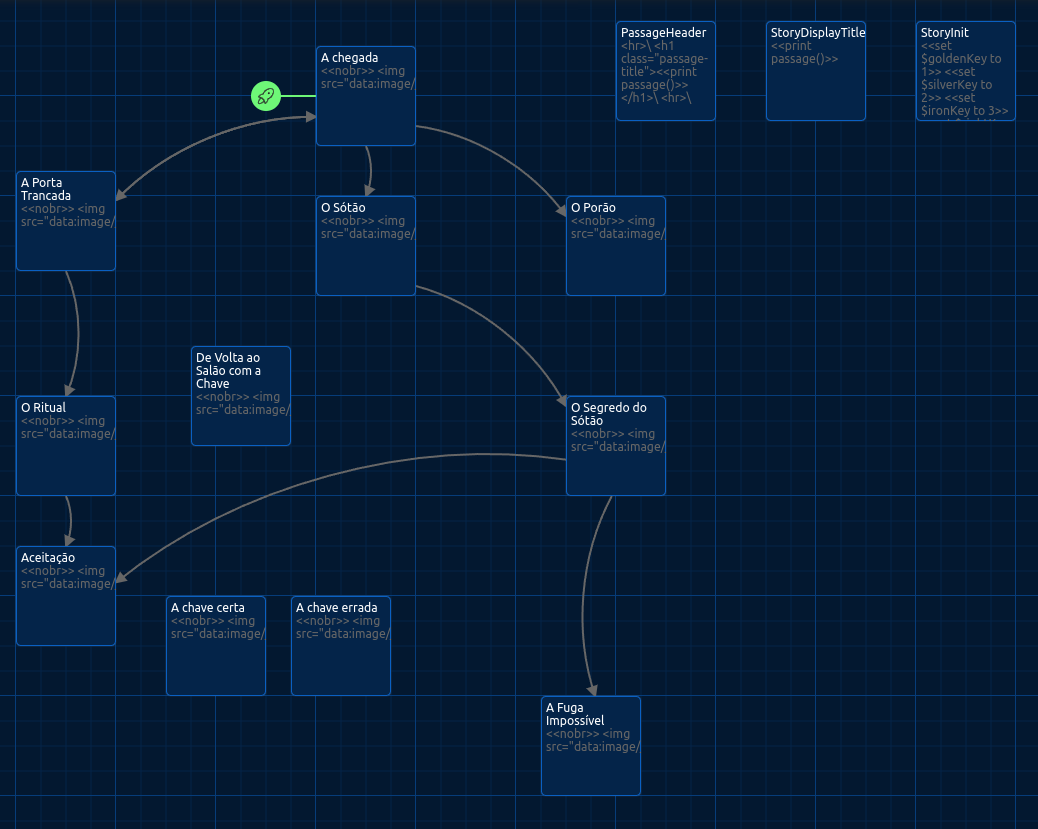 PassageHeader
<hr>\ <h1
class="passage-
title"><<print
passage()>>
</h1>\ <hr>\
StoryDisplayTitle
<<print
passage()>>
StoryInit
<<set
$goldenKey to
1>> <<set
$silverKey to
2>> <<set
$ironKey to 3>>
A chegada
<<nobr>> <img
src="data:image/
A Porta
Trancada
<<nobr>> <img
src="data:image/
O Sótão
<<nobr>> <img
src="data:image/
O Porão
<<nobr>> <img
src="data:image/
De Volta ao
Salão com a
Chave
<<nobr>> <img
src="data:image/
O Ritual
<<nobr>> <img
src="data:image/
O Segredo do
Sótão
<<nobr>> <img
src="data:image/
Aceitação
<<nobr>> <img
src="data:image/
A chave certa
<<nobr>> <img
src="data:image/
A chave errada
<<nobr>> <img
src="data:image/
A Fuga
Impossível
<<nobr>> <img
src="data:image/